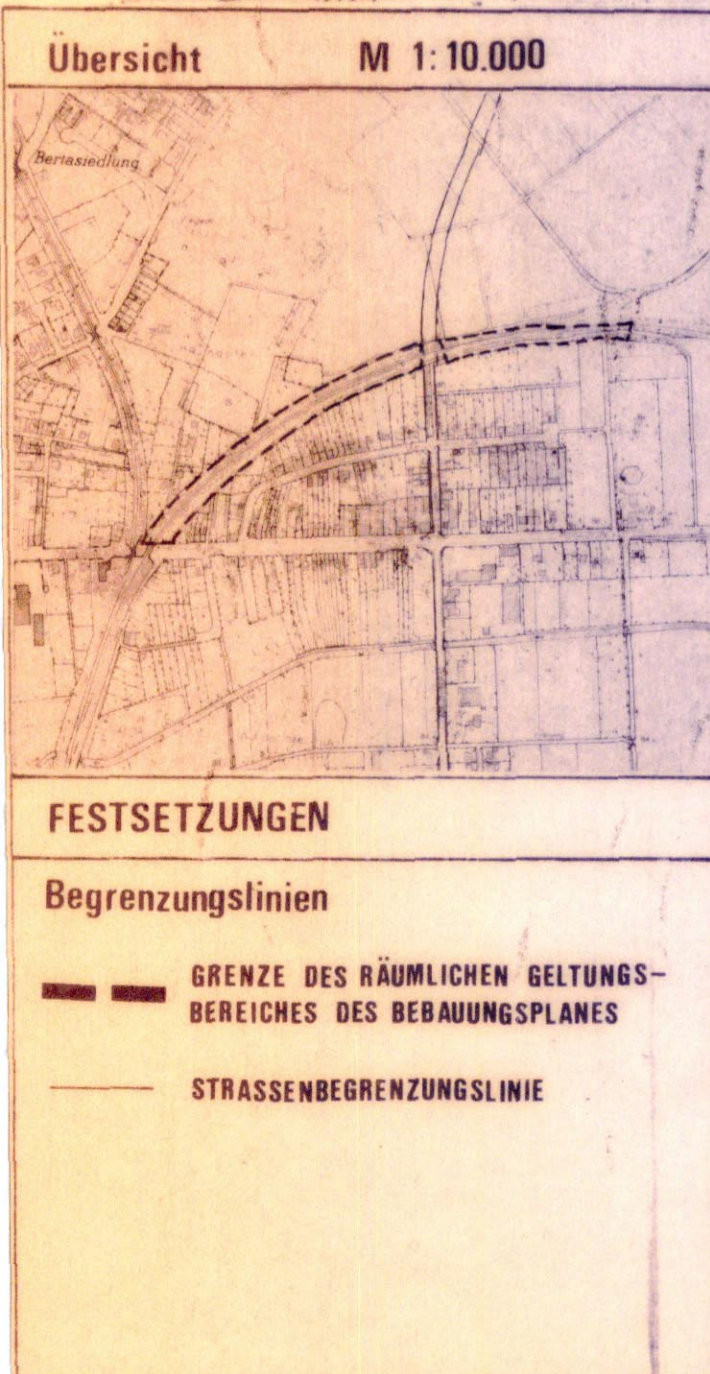 Übersicht M 1:10.000
Bertasiedlung
FESTSETZUNGEN
Begrenzungslinien
GRENZE DES RÄUMLICHEN GELTUNGS-
BEREICHES DES BEBAUUNGSPLANES
STRASSENBEGRENZUNGSLINIE